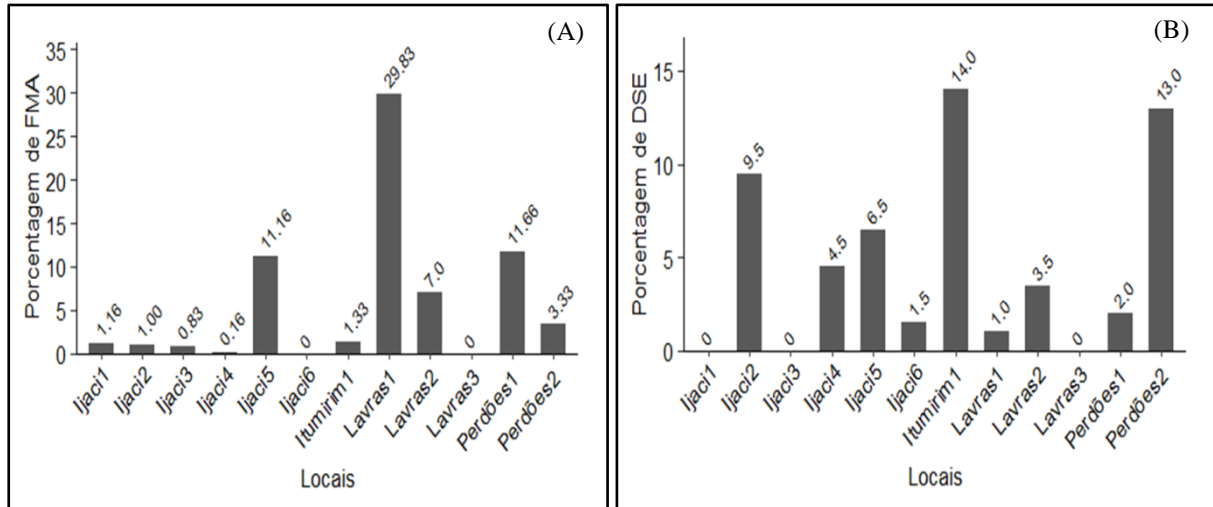 (A)
Porcentagem de FMA
35
30
25
20
15
10
5
0
1.16
1.00
0.83
0.16
11.16
0
1.33
29.83
7.0
0
11.66
3.33
Ijaci1
Ijaci2
Ijaci3
Ijaci4
Ijaci5
Ijaci6
Itumirim1
Lavras1
Lavras2
Lavras3
Perdões1
Perdões2
Locais
(B)
Porcentagem de DSE
15
10
5
0
0
9.5
0
4.5
6.5
1.5
14.0
1.0
3.5
0
2.0
13.0
Ijaci1
Ijaci2
Ijaci3
Ijaci4
Ijaci5
Ijaci6
Itumirim1
Lavras1
Lavras2
Lavras3
Perdões1
Perdões2
Locais